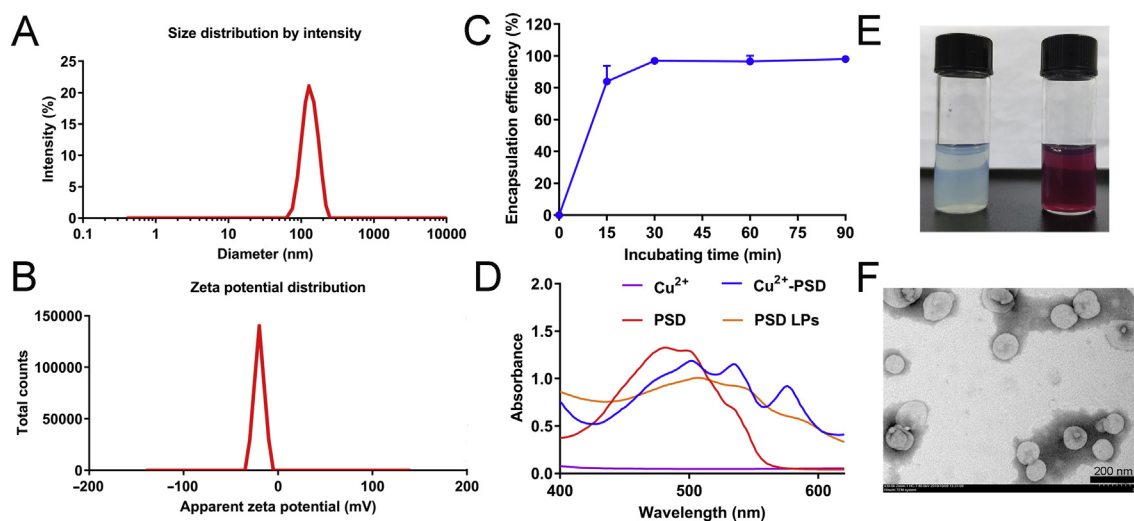 A
Size distribution by intensity
Intensity (%)
25
20
15
10
5
0
0.1 1 10 100 1000 10000
Diameter (nm)
B
Zeta potential distribution
Total counts
150000
100000
50000
0
−200 −100 0 100 200
Apparent zeta potential (mV)
C
Encapsulation efficiency (%)
120
100
80
60
40
20
0
0 15 30 45 60 75 90
Incubating time (min)
D
Cu²⁺ Cu²⁺-PSD
PSD PSD LPs
Absorbance
2.0
1.5
1.0
0.5
0.0
400 500 600
Wavelength (nm)
E
F
200 nm